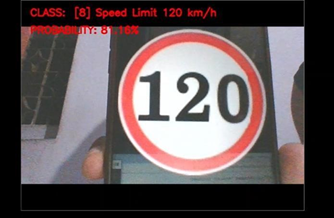 CLASS: [8] Speed Limit 120 km/h
PROBABILITY: 81.16%
120